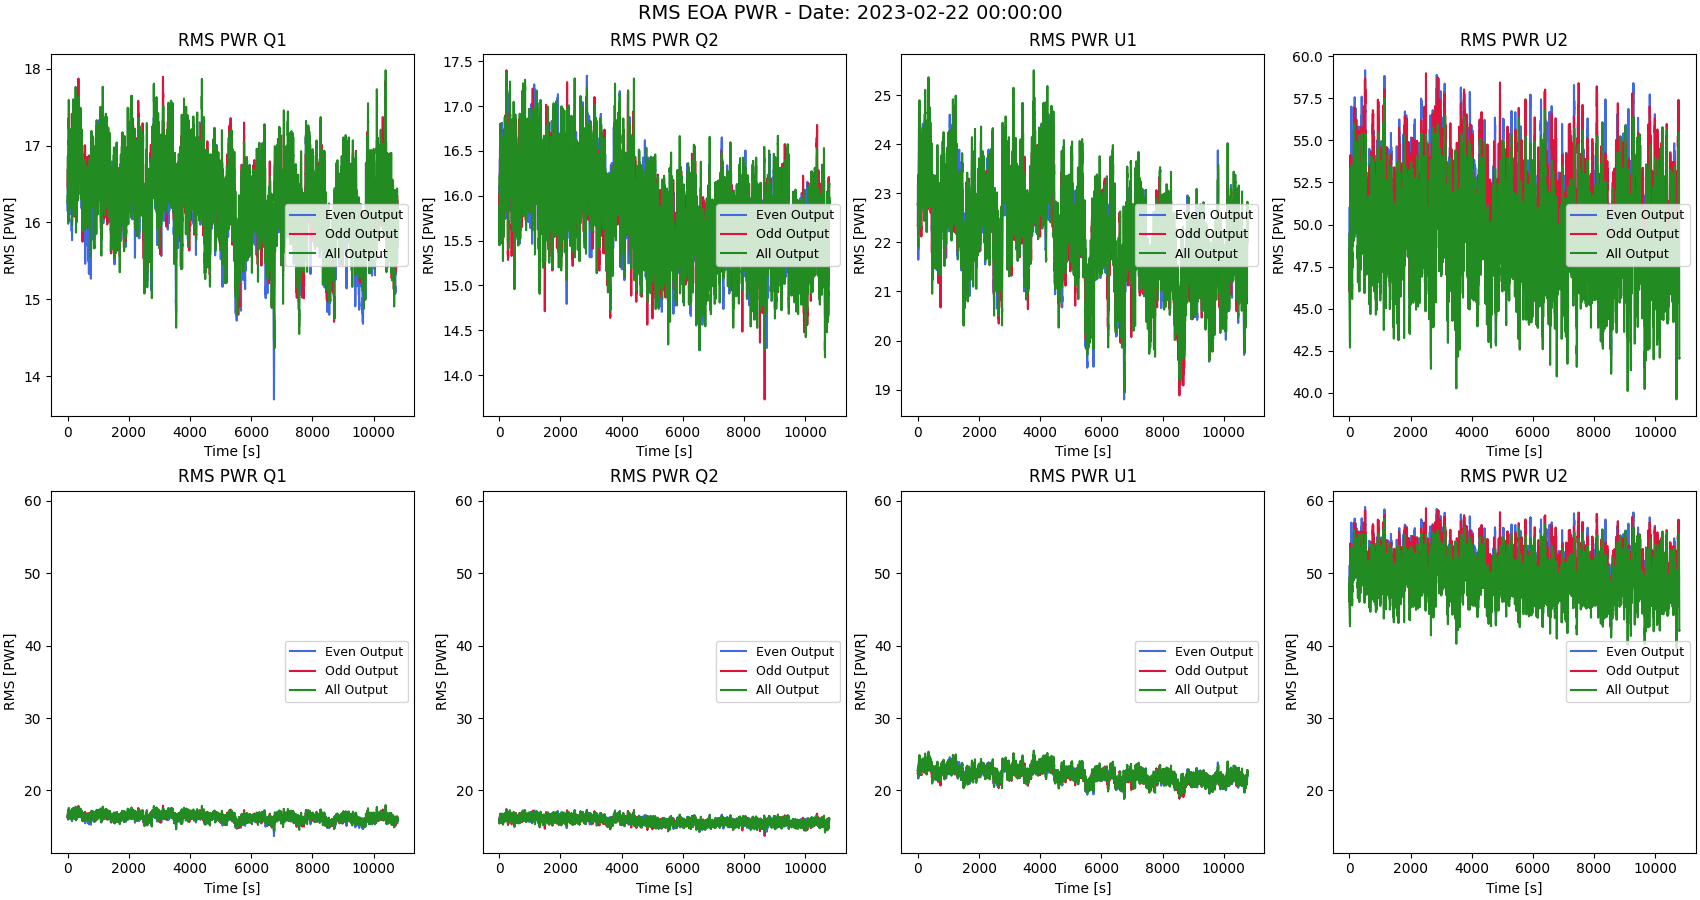 RMS EOA PWR - Date: 2023-02-22 00:00:00
RMS PWR Q1
RMS [PWR]
18
17
16
15
14
0 2000 4000 6000 8000 10000
Time [s]
Even Output
Odd Output
All Output
RMS PWR Q2
RMS [PWR]
17.5
17.0
16.5
16.0
15.5
15.0
14.5
14.0
0 2000 4000 6000 8000 10000
Time [s]
Even Output
Odd Output
All Output
RMS PWR U1
RMS [PWR]
25
24
23
22
21
20
19
0 2000 4000 6000 8000 10000
Time [s]
Even Output
Odd Output
All Output
RMS PWR U2
RMS [PWR]
60.0
57.5
55.0
52.5
50.0
47.5
45.0
42.5
40.0
0 2000 4000 6000 8000 10000
Time [s]
Even Output
Odd Output
All Output
RMS PWR Q1
RMS [PWR]
60
50
40
30
20
0 2000 4000 6000 8000 10000
Time [s]
Even Output
Odd Output
All Output
RMS PWR Q2
RMS [PWR]
60
50
40
30
20
0 2000 4000 6000 8000 10000
Time [s]
Even Output
Odd Output
All Output
RMS PWR U1
RMS [PWR]
60
50
40
30
20
0 2000 4000 6000 8000 10000
Time [s]
Even Output
Odd Output
All Output
RMS PWR U2
RMS [PWR]
60
50
40
30
20
0 2000 4000 6000 8000 10000
Time [s]
Even Output
Odd Output
All Output